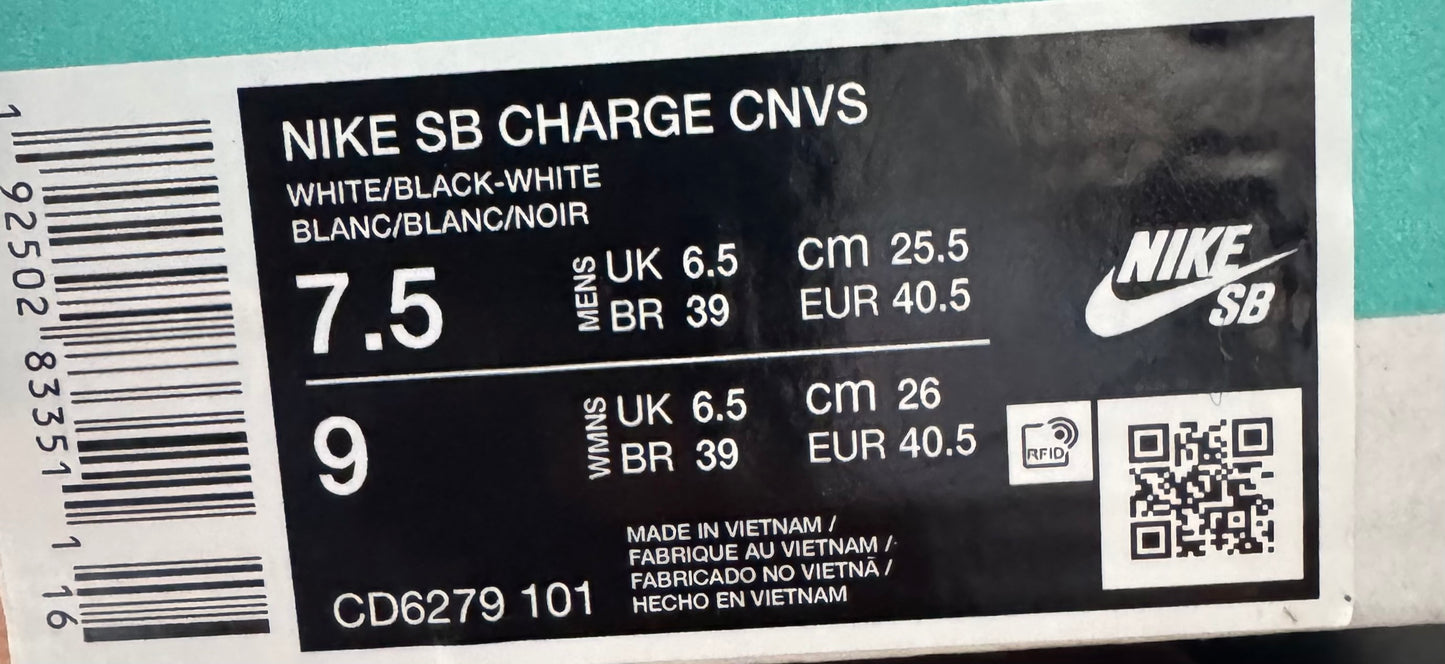 NIKE SB CHARGE CNVS
WHITE/BLACK-WHITE
BLANC/BLANC/NOIR
7.5
MENS
UK 6.5
BR 39
cm 25.5
EUR 40.5
9
WMNS
UK 6.5
BR 39
cm 26
EUR 40.5
CD6279 101
MADE IN VIETNAM /
FABRIQUE AU VIETNAM /
FABRICADO NO VIETNÃ /
HECHO EN VIETNAM
NIKE
SB
RFID
1 92502 83351 1 16